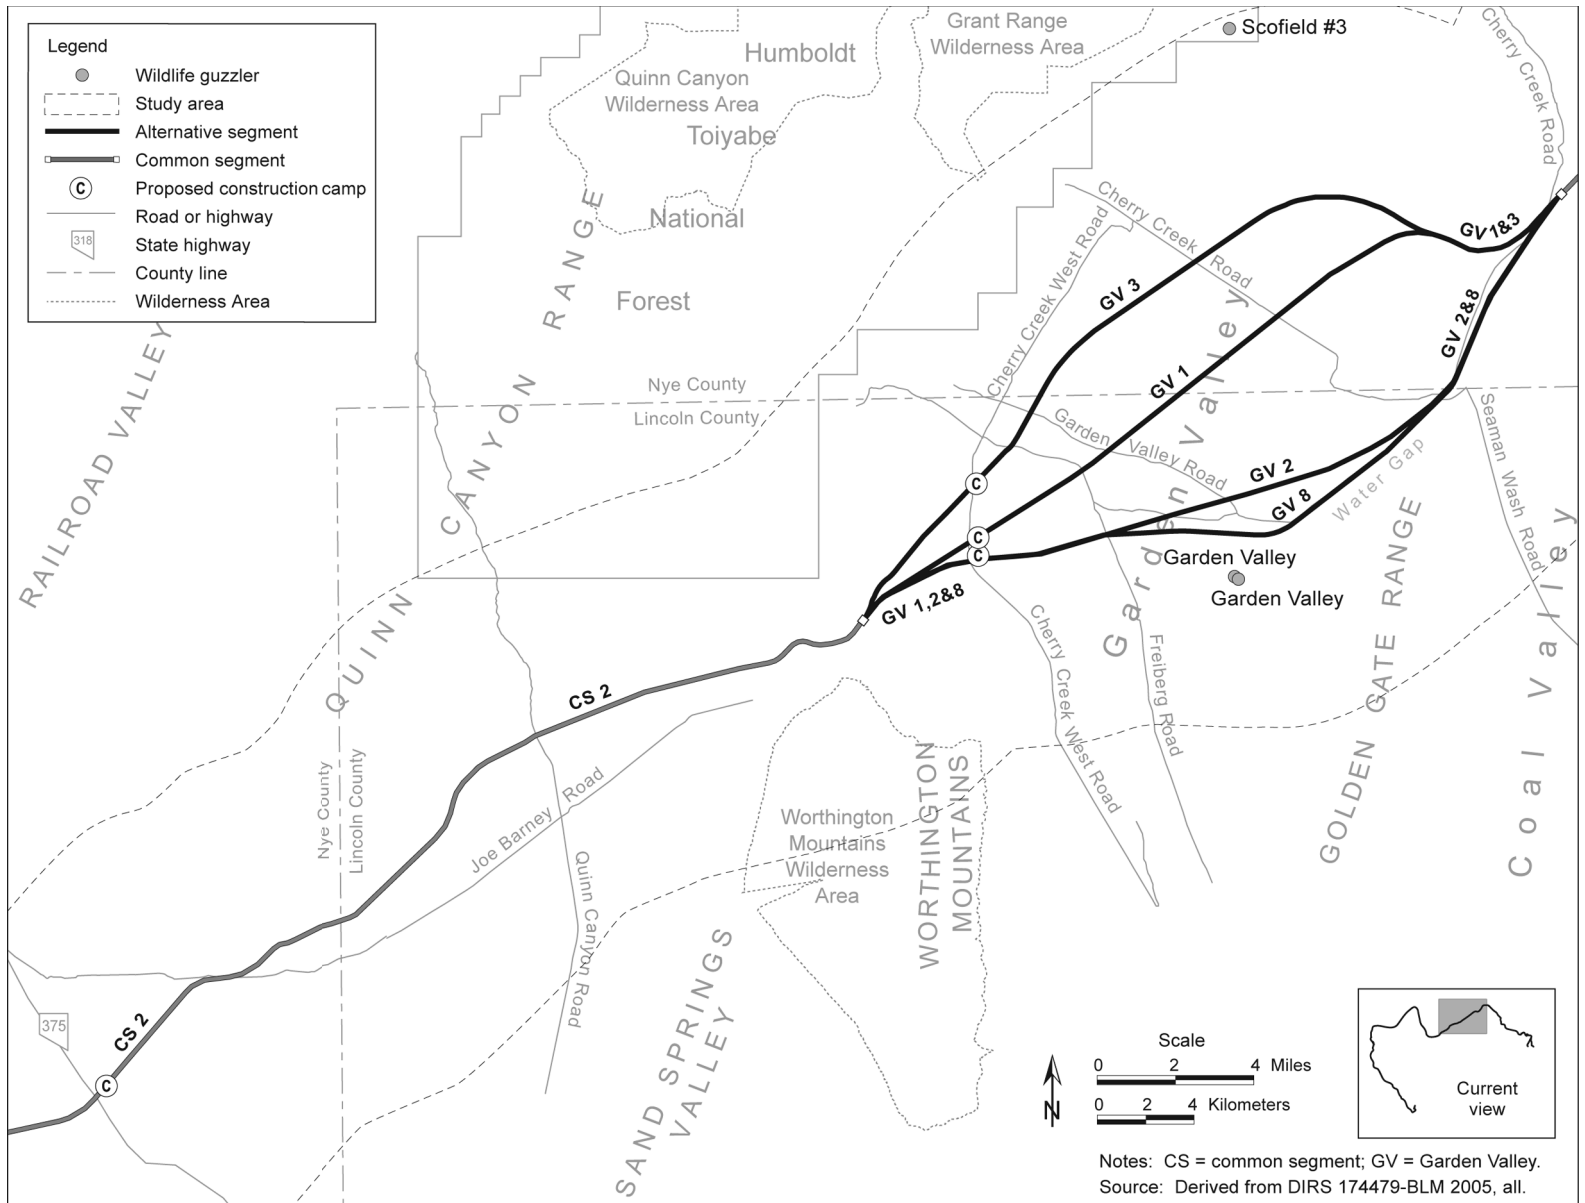 Legend
Wildlife guzzler
Study area
Alternative segment
Common segment
C
Proposed construction camp
Road or highway
318
State highway
County line
Wilderness Area
Humboldt
Toiyabe
National
Forest
Quinn Canyon
Wilderness Area
Grant Range
Wilderness Area
Scofield #3
Cherry Creek Road
Cherry Creek Road
Cherry Creek West Road
GV 1&3
GV 3
GV 1
GV 2&8
GV 2
GV 8
GV 1,2&8
Garden Valley Road
Water Gap
Seaman Wash Road
Garden Valley
Garden Valley
Garden Valley
C
C
C
Nye County
Lincoln County
RAILROAD VALLEY
QUINN CANYON RANGE
CS 2
Nye County
Lincoln County
Joe Barney Road
Quinn Canyon Road
CS 2
375
C
Cherry Creek West Road
Freiberg Road
GOLDEN GATE RANGE
Coal Valley
Worthington
Mountains
Wilderness
Area
WORTHINGTON
MOUNTAINS
SAND SPRINGS
VALLEY
N
Scale
0 2 4 Miles
0 2 4 Kilometers
Current
view
Notes: CS = common segment; GV = Garden Valley.
Source: Derived from DIRS 174479-BLM 2005, all.